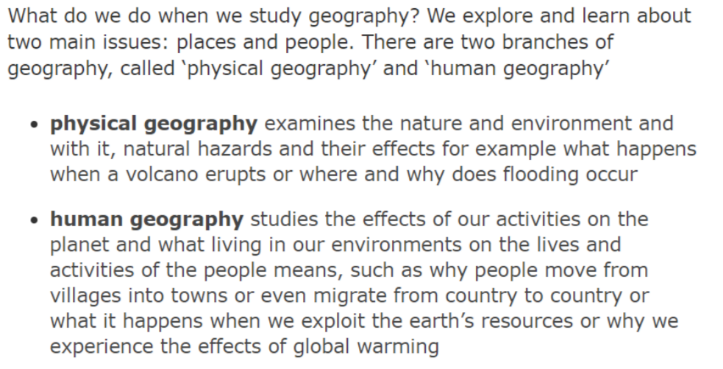 What do we do when we study geography? We explore and learn about
two main issues: places and people. There are two branches of
geography, called ‘physical geography’ and ‘human geography’
• physical geography examines the nature and environment and
with it, natural hazards and their effects for example what happens
when a volcano erupts or where and why does flooding occur
• human geography studies the effects of our activities on the
planet and what living in our environments on the lives and
activities of the people means, such as why people move from
villages into towns or even migrate from country to country or
what it happens when we exploit the earth’s resources or why we
experience the effects of global warming